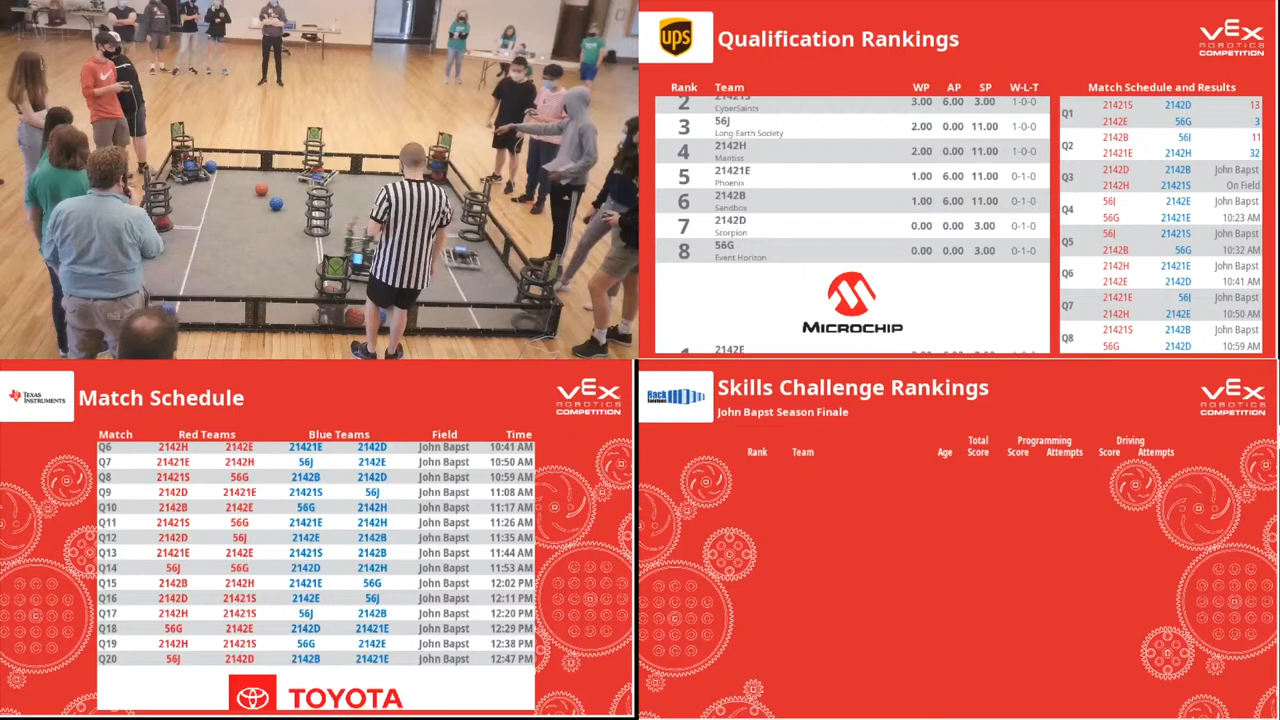 ups
Qualification Rankings
VEX
ROBOTICS
COMPETITION
Rank Team WP AP SP W-L-T
2 21421S 3.00 6.00 3.00 1-0-0
CyberSaints
3 56J 2.00 0.00 11.00 1-0-0
Long Earth Society
4 2142H 2.00 0.00 11.00 1-0-0
Mantist
5 21421E 1.00 6.00 11.00 0-1-0
Phoenix
6 2142B 1.00 6.00 11.00 0-1-0
Sandbox
7 2142D 0.00 0.00 3.00 0-1-0
Scorpion
8 56G 0.00 0.00 3.00 0-1-0
Event Horizon
MICROCHIP
2142E
Match Schedule and Results
Q1 21421S 2142D 13
2142E 56G 3
Q2 2142B 56J 11
21421E 2142H 32
Q3 2142D 2142B John Bapst
2142H 21421S On Field
Q4 56J 2142E John Bapst
56G 21421E 10:23 AM
Q5 56J 21421S John Bapst
2142B 56G 10:32 AM
Q6 2142H 21421E John Bapst
2142E 2142D 10:41 AM
Q7 21421E 56J John Bapst
2142H 2142E 10:50 AM
Q8 21421S 2142B John Bapst
56G 2142D 10:59 AM
TEXAS INSTRUMENTS
Match Schedule
VEX
ROBOTICS
COMPETITION
Match Red Teams Blue Teams Field Time
Q6 2142H 2142E 21421E 2142D John Bapst 10:41 AM
Q7 21421E 2142H 56J 2142E John Bapst 10:50 AM
Q8 21421S 56G 2142B 2142D John Bapst 10:59 AM
Q9 2142D 21421E 21421S 56J John Bapst 11:08 AM
Q10 2142B 2142E 56G 2142H John Bapst 11:17 AM
Q11 21421S 56G 21421E 2142H John Bapst 11:26 AM
Q12 2142D 56J 2142E 2142B John Bapst 11:35 AM
Q13 21421E 2142E 21421S 2142B John Bapst 11:44 AM
Q14 56J 56G 2142D 2142H John Bapst 11:53 AM
Q15 2142B 2142H 21421E 56G John Bapst 12:02 PM
Q16 2142D 21421S 2142E 56J John Bapst 12:11 PM
Q17 2142H 21421S 56J 2142B John Bapst 12:20 PM
Q18 56G 2142E 2142D 21421E John Bapst 12:29 PM
Q19 2142H 21421S 56G 2142E John Bapst 12:38 PM
Q20 56J 2142D 2142B 21421E John Bapst 12:47 PM
TOYOTA
Rack Solutions
Skills Challenge Rankings
John Bapst Season Finale
VEX
ROBOTICS
COMPETITION
Total Programming Driving
Rank Team Age Score Score Attempts Score Attempts